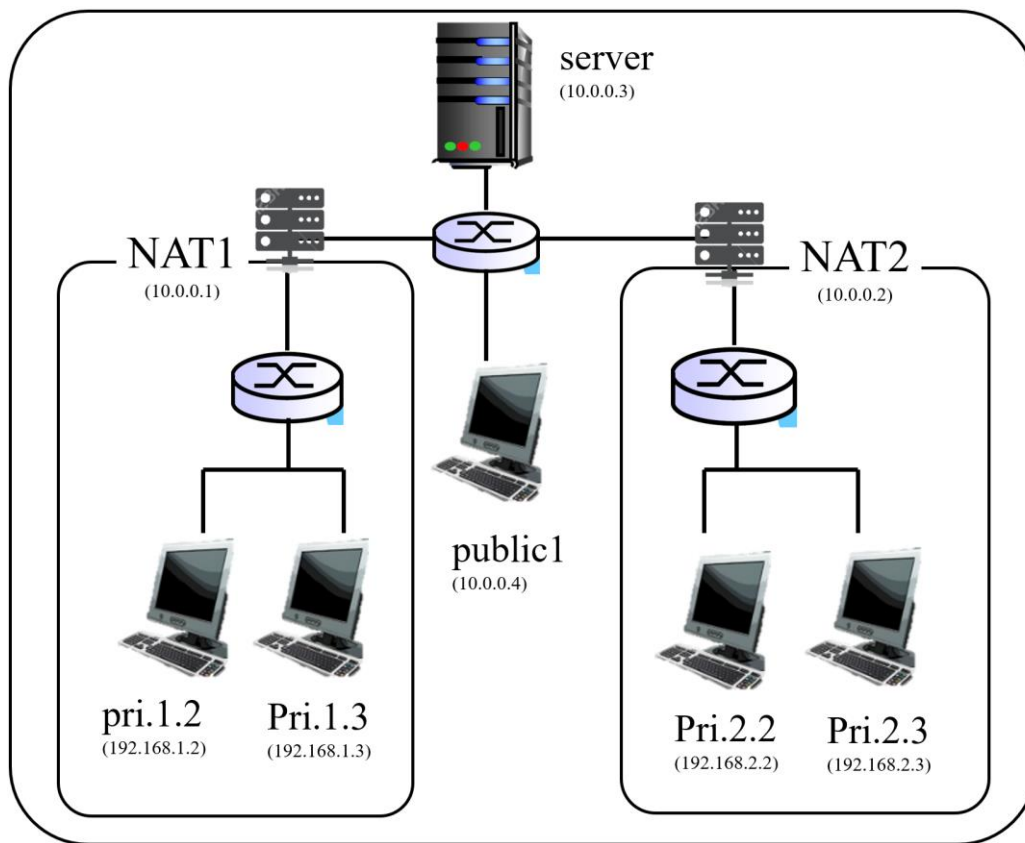 server
(10.0.0.3)
NAT1
(10.0.0.1)
NAT2
(10.0.0.2)
public1
(10.0.0.4)
pri.1.2
(192.168.1.2)
Pri.1.3
(192.168.1.3)
Pri.2.2
(192.168.2.2)
Pri.2.3
(192.168.2.3)